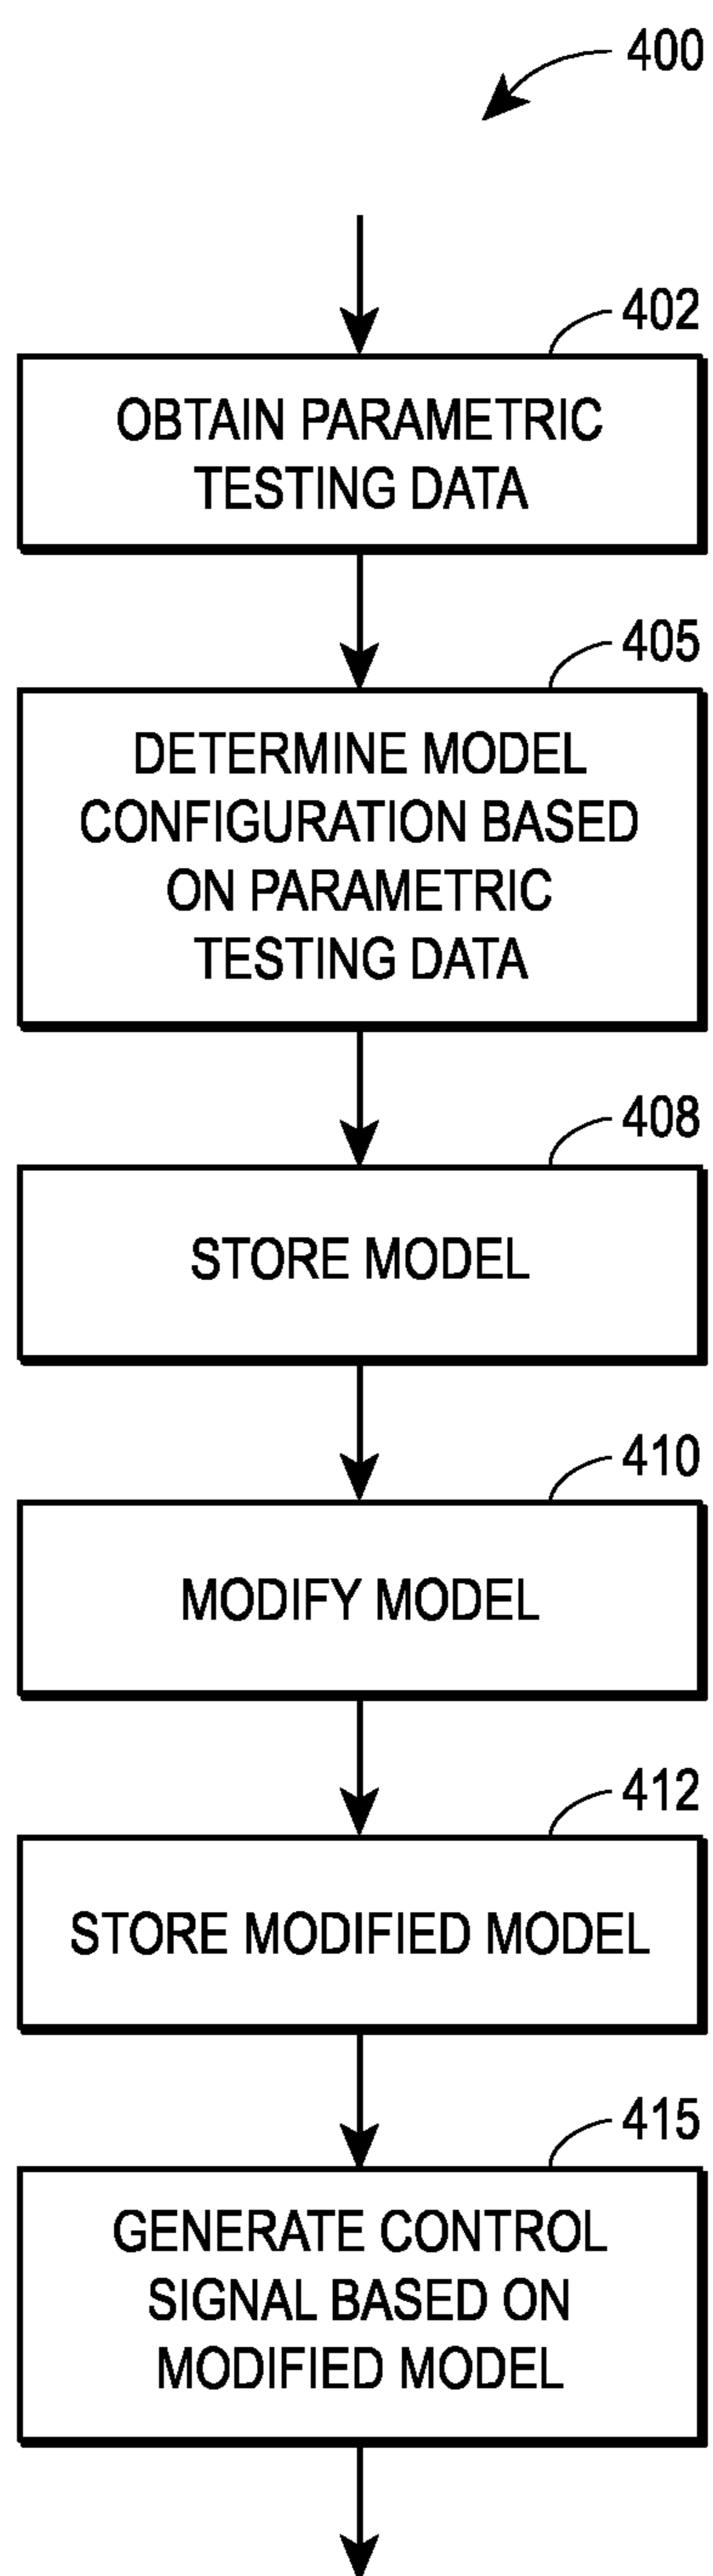 400
402
OBTAIN PARAMETRIC
TESTING DATA
405
DETERMINE MODEL
CONFIGURATION BASED
ON PARAMETRIC
TESTING DATA
408
STORE MODEL
410
MODIFY MODEL
412
STORE MODIFIED MODEL
415
GENERATE CONTROL
SIGNAL BASED ON
MODIFIED MODEL